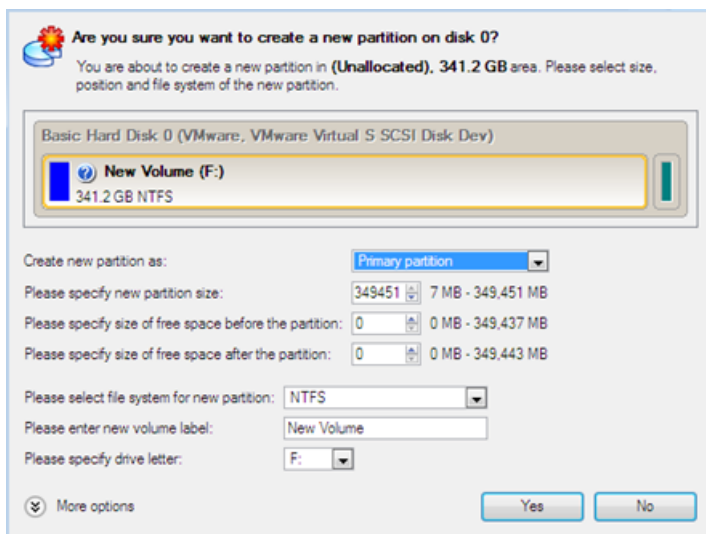 Are you sure you want to create a new partition on disk 0?
You are about to create a new partition in (Unallocated), 341.2 GB area. Please select size,
position and file system of the new partition.
Basic Hard Disk 0 (VMware, VMware Virtual S SCSI Disk Dev)
New Volume (F:)
341.2 GB NTFS
Create new partition as: Primary partition
Please specify new partition size: 349451 7 MB - 349,451 MB
Please specify size of free space before the partition: 0 0 MB - 349,437 MB
Please specify size of free space after the partition: 0 0 MB - 349,443 MB
Please select file system for new partition: NTFS
Please enter new volume label: New Volume
Please specify drive letter: F:
More options Yes No